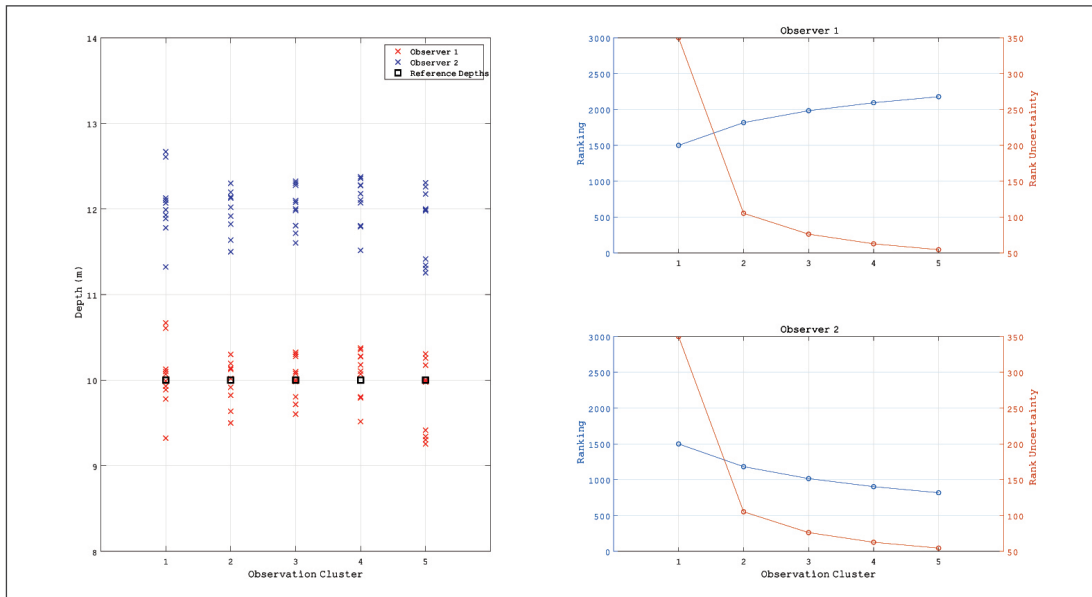 14
13
12
11
10
9
8
Depth (m)
1 2 3 4 5
Observation Cluster
Observer 1
Observer 2
Reference Depths
Observer 1
3000
2500
2000
1500
1000
500
0
Ranking
350
300
250
200
150
100
50
Rank Uncertainty
1 2 3 4 5
Observer 2
3000
2500
2000
1500
1000
500
0
Ranking
350
300
250
200
150
100
50
Rank Uncertainty
1 2 3 4 5
Observation Cluster